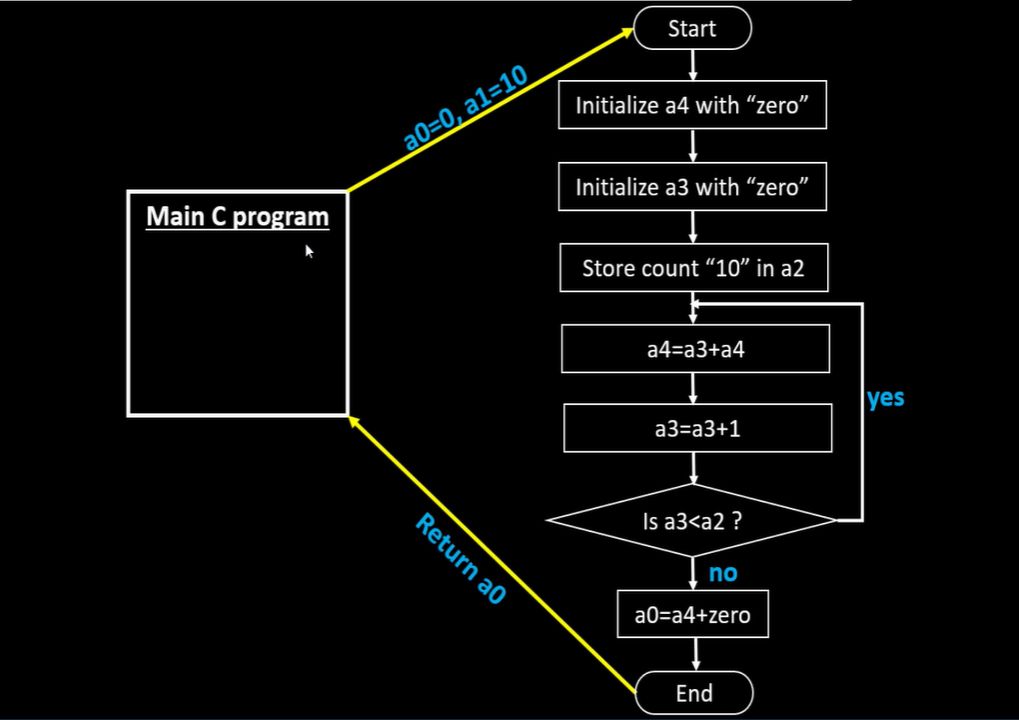 Start
a0=0, a1=10
Initialize a4 with “zero”
Initialize a3 with “zero”
Main C program
Store count “10” in a2
a4=a3+a4
yes
a3=a3+1
Is a3<a2 ?
no
Return a0
a0=a4+zero
End